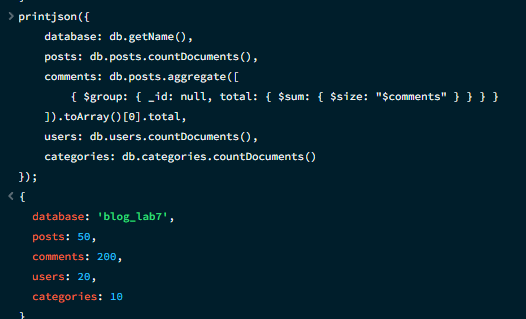 > printjson({
database: db.getName(),
posts: db.posts.countDocuments(),
comments: db.posts.aggregate([
{ $group: { _id: null, total: { $sum: { $size: "$comments" } } } }
]).toArray()[0].total,
users: db.users.countDocuments(),
categories: db.categories.countDocuments()
});
< {
database: 'blog_lab7',
posts: 50,
comments: 200,
users: 20,
categories: 10
}